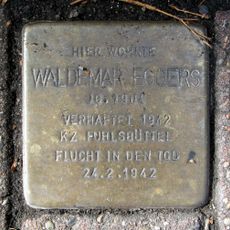 HIER WOHNTE
WALDEMAR EGGERS
JG.
VERHAFTET 1942
KZ FUHLSBÜTTEL
FLUCHT IN DEN TOD
24.2.1942